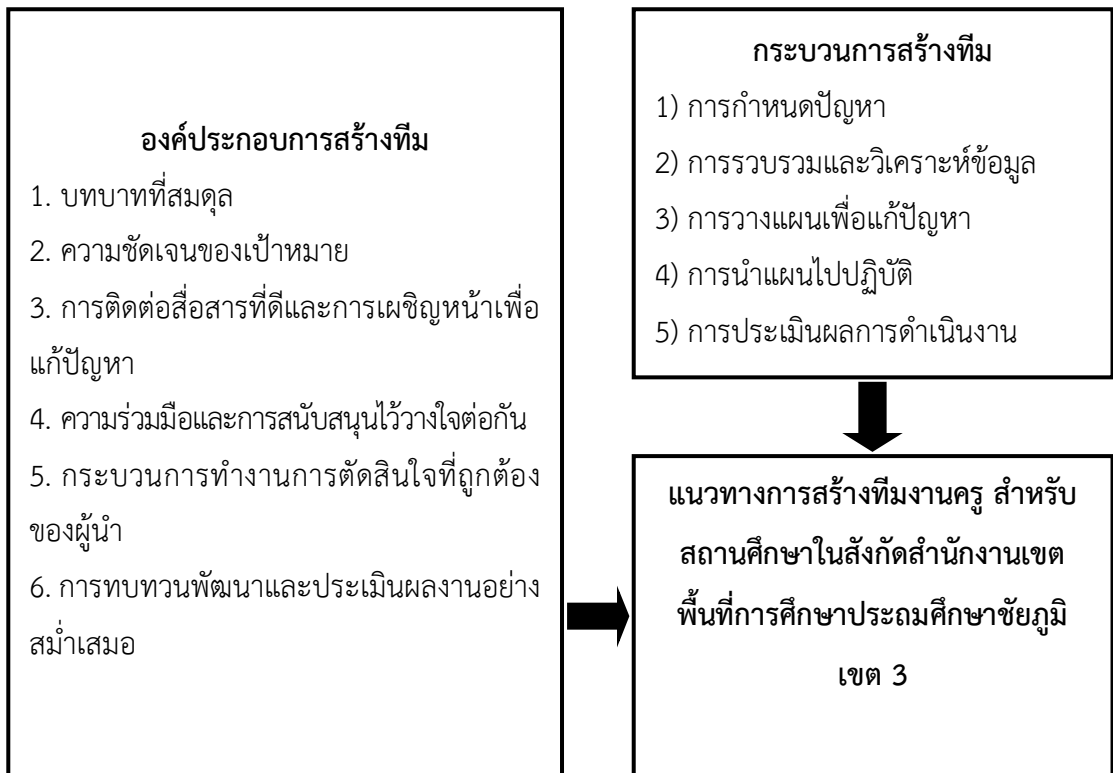 องค์ประกอบการสร้างทีม
1. บทบาทที่สมดุล
2. ความชัดเจนของเป้าหมาย
3. การติดต่อสื่อสารที่ดีและการเผชิญหน้าเพื่อ
แก้ปัญหา
4. ความร่วมมือและการสนับสนุนไว้วางใจต่อกัน
5. กระบวนการทำงานการตัดสินใจที่ถูกต้อง
ของผู้นำ
6. การทบทวนพัฒนาและประเมินผลงานอย่าง
สม่ำเสมอ
กระบวนการสร้างทีม
1) การกำหนดปัญหา
2) การรวบรวมและวิเคราะห์ข้อมูล
3) การวางแผนเพื่อแก้ปัญหา
4) การนำแผนไปปฏิบัติ
5) การประเมินผลการดำเนินงาน
แนวทางการสร้างทีมงานครู สำหรับ
สถานศึกษาในสังกัดสำนักงานเขต
พื้นที่การศึกษาประถมศึกษาชัยภูมิ
เขต 3